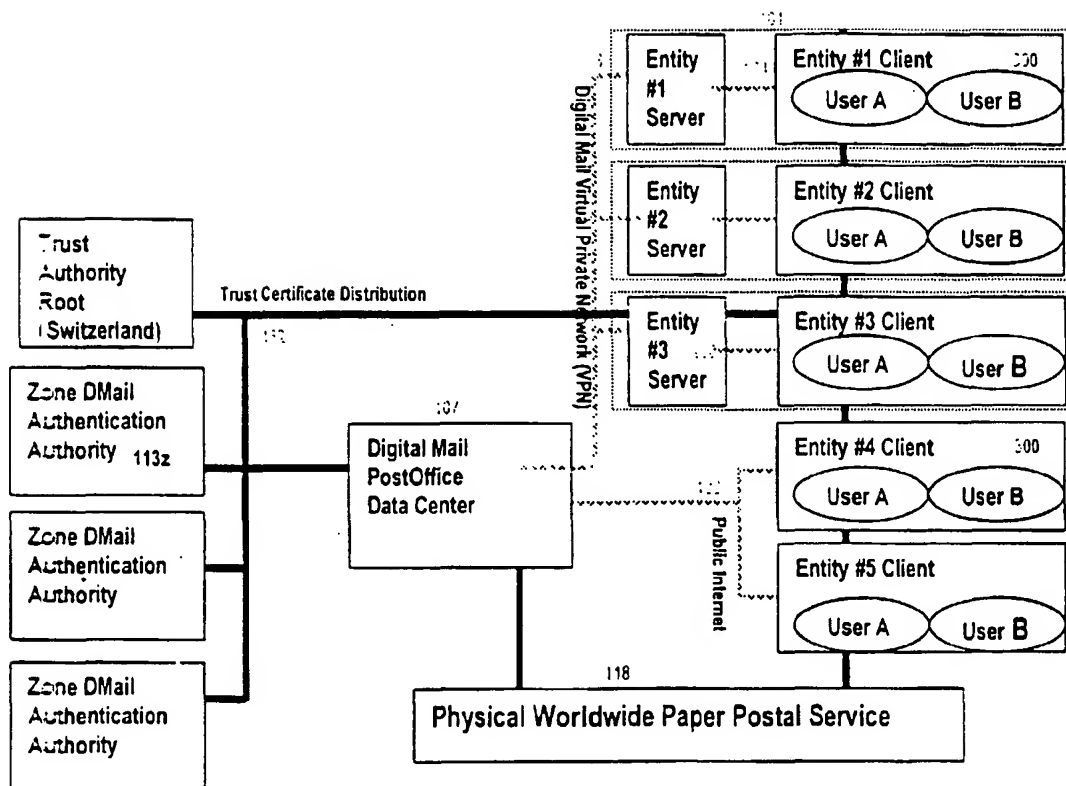 Entity
#1
Server
Entity #1 Client
User A
User B
Entity
#2
Server
Entity #2 Client
User A
User B
Trust
Authority
Root
(Switzerland)
Trust Certificate Distribution
Digital Mail Virtual Private Network (VPN)
Entity
#3
Server
Entity #3 Client
User A
User B
Zone DMail
Authentication
Authority
113z
107
Digital Mail
PostOffice
Data Center
Entity #4 Client
300
User A
User B
Public Internet
Zone DMail
Authentication
Authority
Entity #5 Client
User A
User B
Zone DMail
Authentication
Authority
118
Physical Worldwide Paper Postal Service